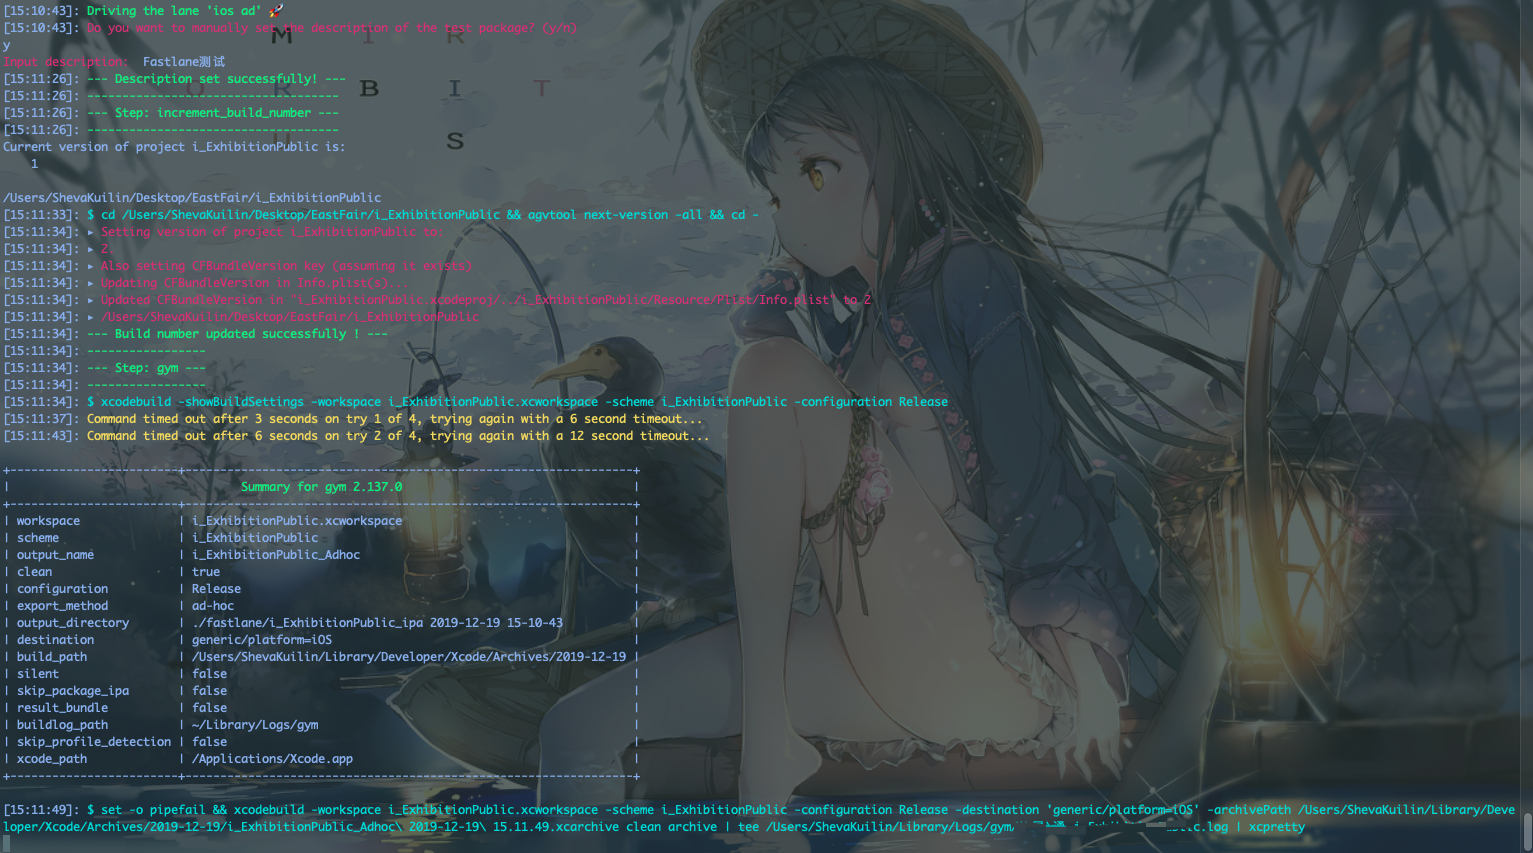 [15:10:43]: Driving the lane 'ios ad' 🚀
[15:10:43]: Do you want to manually set the description of the test package? (y/n)
y
Input description:  Fastlane测试
[15:11:26]: --- Description set successfully! ---
[15:11:26]: ------------------------------------
[15:11:26]: --- Step: increment_build_number ---
[15:11:26]: ------------------------------------
Current version of project i_ExhibitionPublic is:
    1
/Users/ShevaKuilin/Desktop/EastFair/i_ExhibitionPublic
[15:11:33]: $ cd /Users/ShevaKuilin/Desktop/EastFair/i_ExhibitionPublic && agvtool next-version -all && cd -
[15:11:34]: ▸ Setting version of project i_ExhibitionPublic to:
[15:11:34]: ▸ 2.
[15:11:34]: ▸ Also setting CFBundleVersion key (assuming it exists)
[15:11:34]: ▸ Updating CFBundleVersion in Info.plist(s)...
[15:11:34]: ▸ Updated CFBundleVersion in "i_ExhibitionPublic.xcodeproj/../i_ExhibitionPublic/Resource/Plist/Info.plist" to 2
[15:11:34]: ▸ /Users/ShevaKuilin/Desktop/EastFair/i_ExhibitionPublic
[15:11:34]: --- Build number updated successfully ! ---
[15:11:34]: -----------------
[15:11:34]: --- Step: gym ---
[15:11:34]: -----------------
[15:11:34]: $ xcodebuild -showBuildSettings -workspace i_ExhibitionPublic.xcworkspace -scheme i_ExhibitionPublic -configuration Release
[15:11:37]: Command timed out after 3 seconds on try 1 of 4, trying again with a 6 second timeout...
[15:11:43]: Command timed out after 6 seconds on try 2 of 4, trying again with a 12 second timeout...
Summary for gym 2.137.0
| workspace | i_ExhibitionPublic.xcworkspace |
| scheme | i_ExhibitionPublic |
| output_name | i_ExhibitionPublic_Adhoc |
| clean | true |
| configuration | Release |
| export_method | ad-hoc |
| output_directory | ./fastlane/i_ExhibitionPublic_ipa 2019-12-19 15-10-43 |
| destination | generic/platform=iOS |
| build_path | /Users/ShevaKuilin/Library/Developer/Xcode/Archives/2019-12-19 |
| silent | false |
| skip_package_ipa | false |
| result_bundle | false |
| buildlog_path | ~/Library/Logs/gym |
| skip_profile_detection | false |
| xcode_path | /Applications/Xcode.app |
[15:11:49]: $ set -o pipefail && xcodebuild -workspace i_ExhibitionPublic.xcworkspace -scheme i_ExhibitionPublic -configuration Release -destination 'generic/platform=iOS' -archivePath /Users/ShevaKuilin/Library/Deve
loper/Xcode/Archives/2019-12-19/i_ExhibitionPublic_Adhoc\ 2019-12-19\ 15.11.49.xcarchive clean archive | tee /Users/ShevaKuilin/Library/Logs/gym/ .log | xcpretty
M I R
O R B I T
S